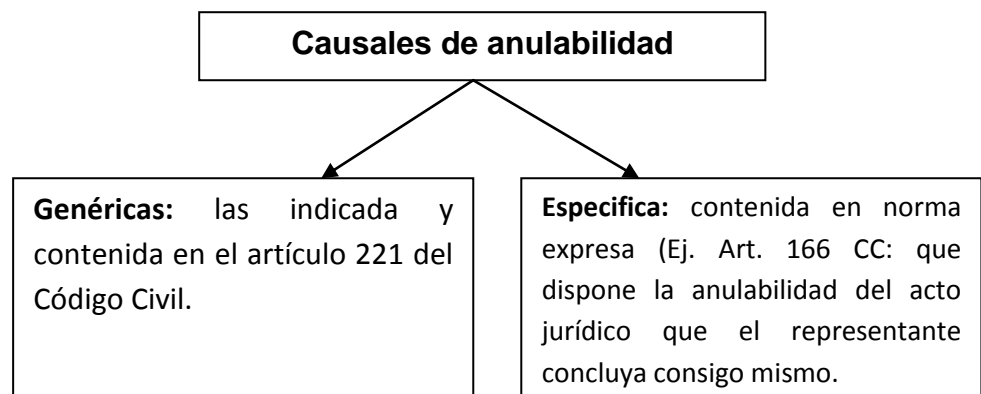 Causales de anulabilidad
Genéricas: las indicada y
contenida en el artículo 221 del
Código Civil.
Especifica: contenida en norma
expresa (Ej. Art. 166 CC: que
dispone la anulabilidad del acto
jurídico que el representante
concluya consigo mismo.